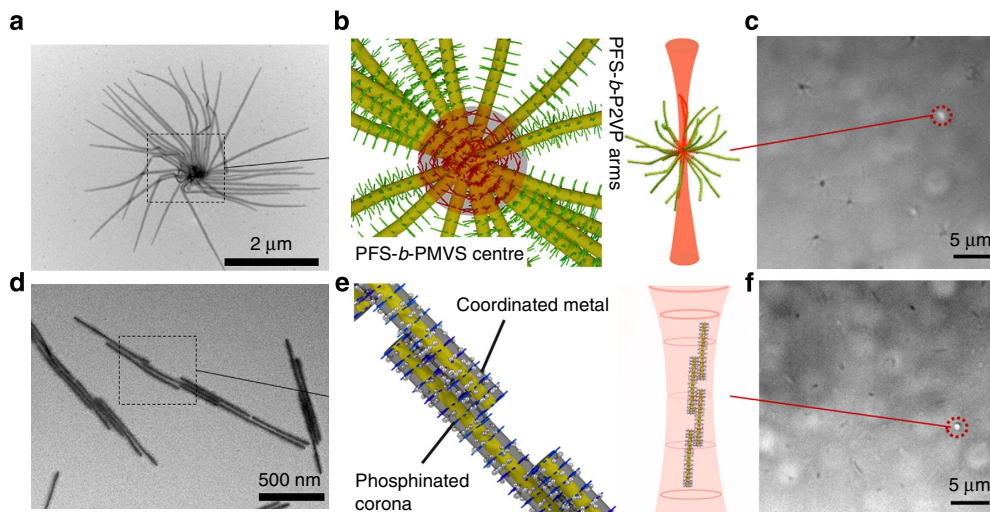 a
b
c
PFS-b-P2VP arms
2 μm
PFS-b-PMVS centre
5 μm
d
e
f
Coordinated metal
500 nm
Phosphinated
corona
5 μm